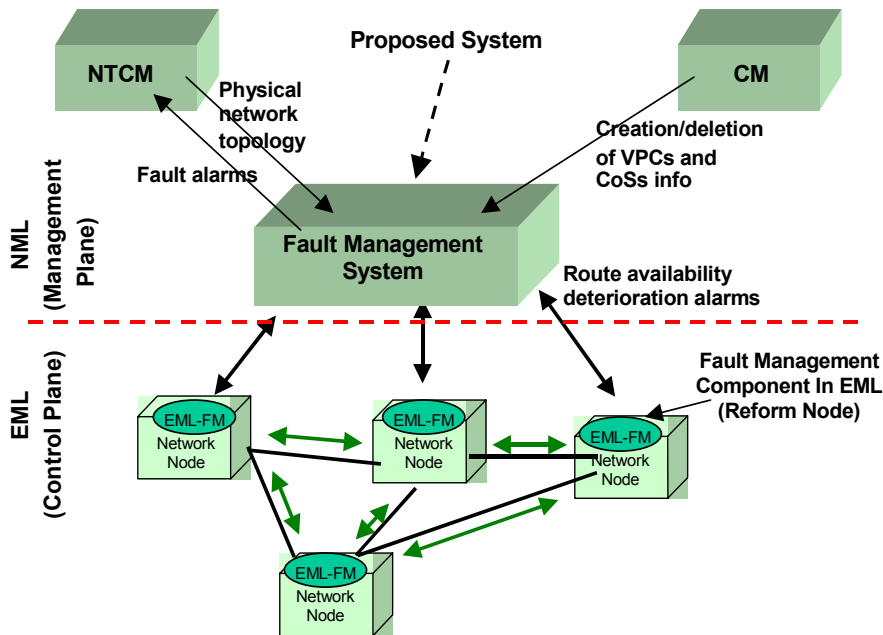 Proposed System
NTCM
CM
Physical
network
topology
Fault alarms
Creation/deletion
of VPCs and
CoSs info
Fault Management
System
NML
(Management
Plane)
Route availability
deterioration alarms
EML
(Control Plane)
Fault Management
Component In EML
(Reform Node)
EML-FM
Network
Node
EML-FM
Network
Node
EML-FM
Network
Node
EML-FM
Network
Node